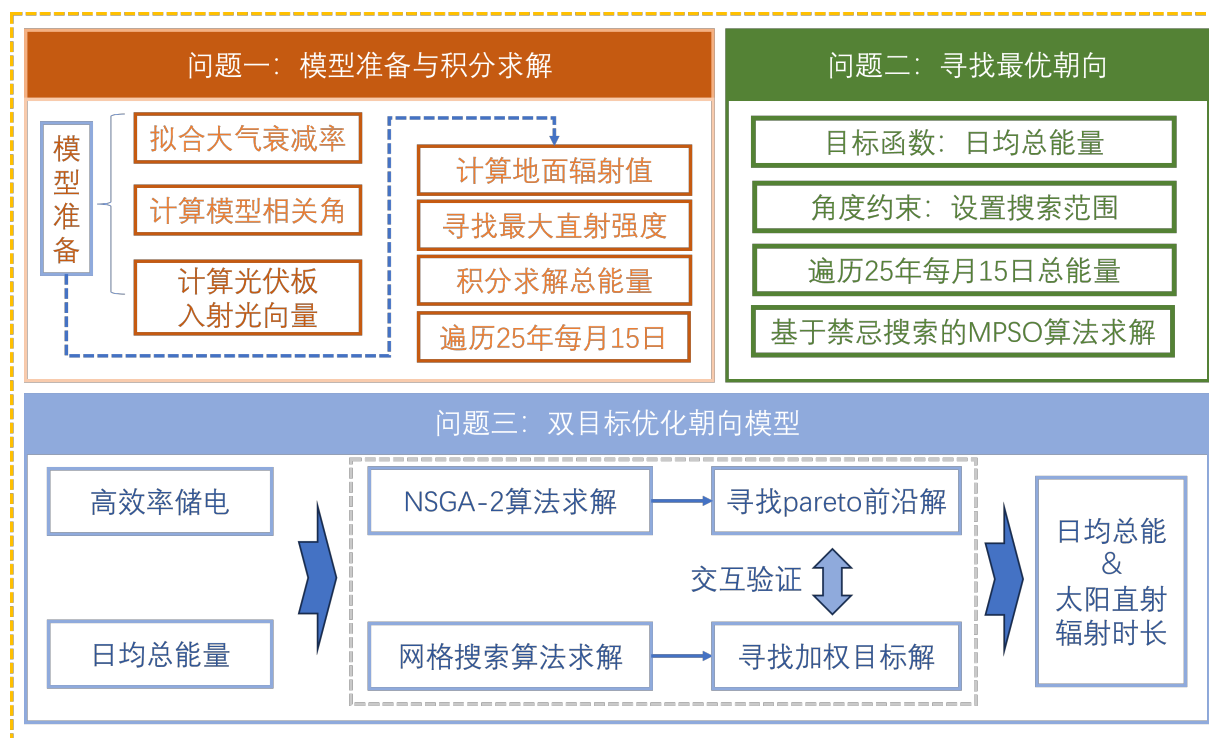 问题一：模型准备与积分求解
模型准备
拟合大气衰减率
计算模型相关角
计算光伏板
入射光向量
计算地面辐射值
寻找最大直射强度
积分求解总能量
遍历25年每月15日
问题二：寻找最优朝向
目标函数：日均总能量
角度约束：设置搜索范围
遍历25年每月15日总能量
基于禁忌搜索的MPSO算法求解
问题三：双目标优化朝向模型
高效率储电
日均总能量
NSGA-2算法求解
寻找pareto前沿解
交互验证
网格搜索算法求解
寻找加权目标解
日均总能
&
太阳直射
辐射时长